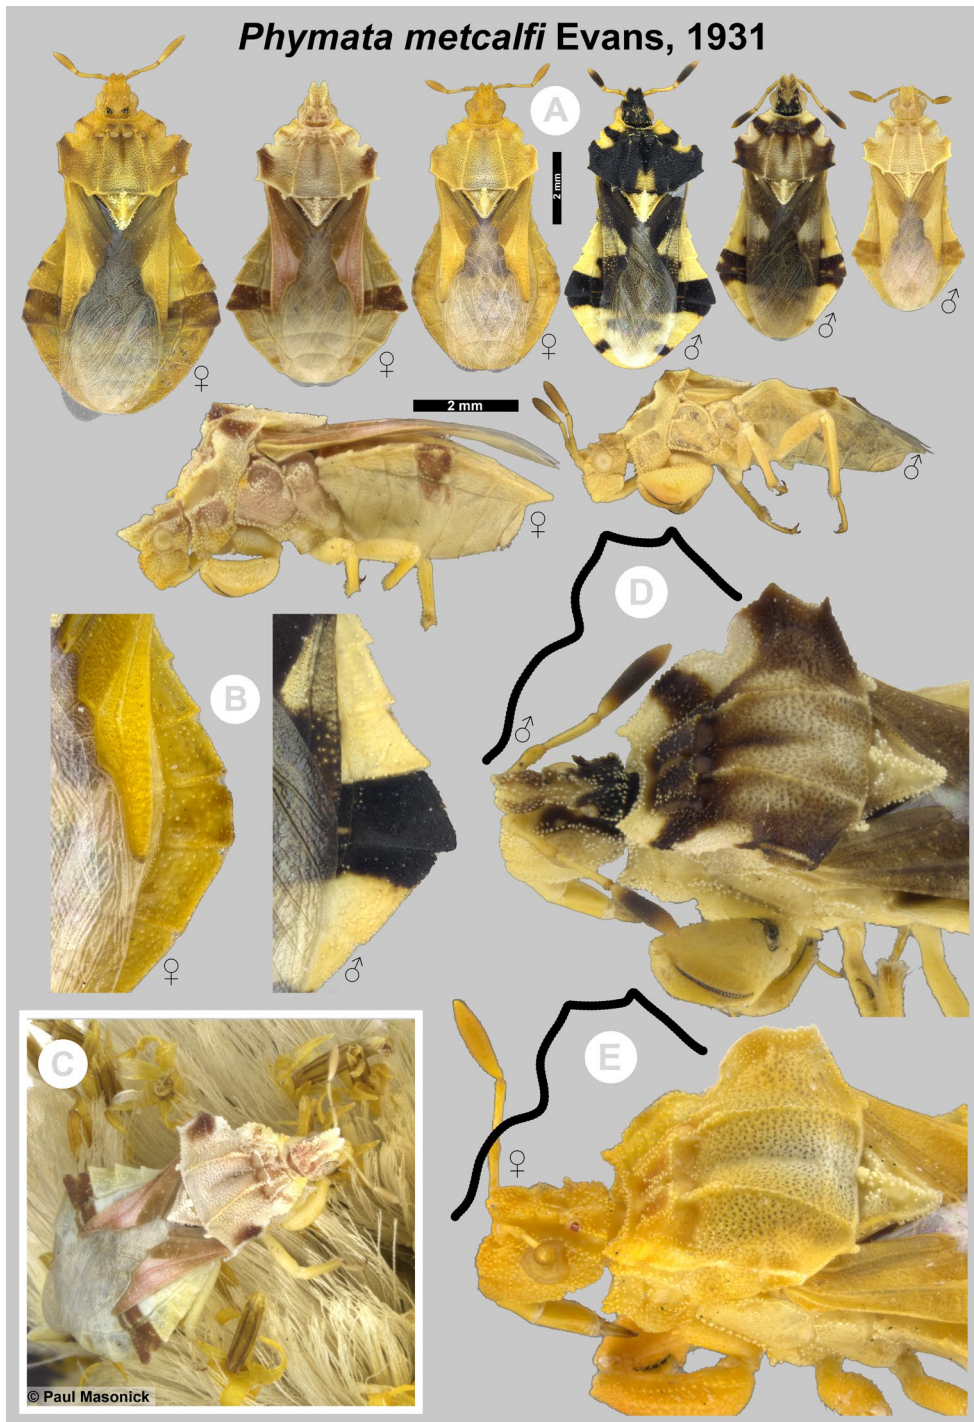 Phymata metcalfi Evans, 1931
A
2 mm
♀
♀
♀
♂
♂
♂
2 mm
♀
♂
B
♀
♂
D
♂
C
© Paul Masonick
E
♀